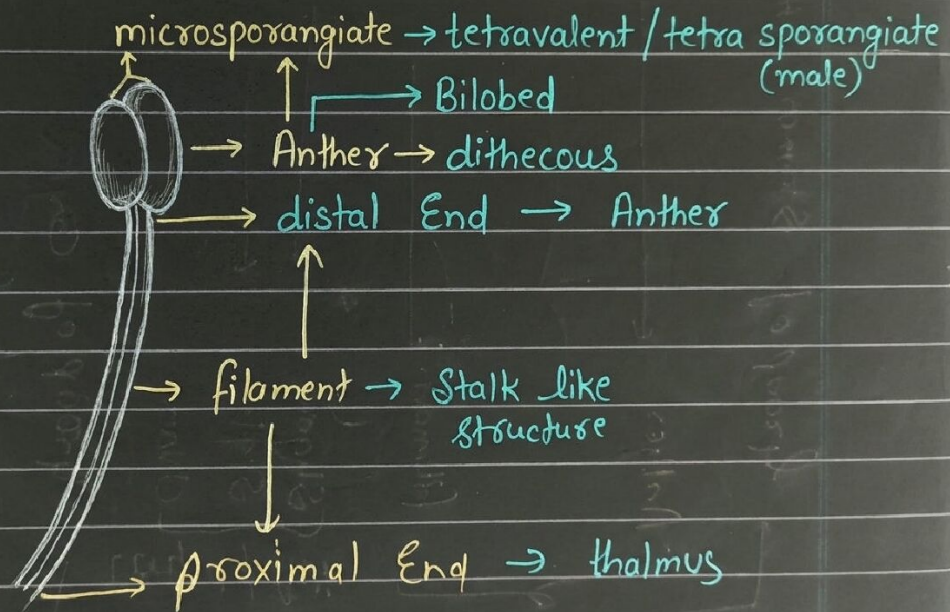 microsporangiate → tetravalent / tetra sporangiate
(male)
→ Bilobed
→ Anther → dithecous
→ distal End → Anther
→ filament → Stalk like
structure
→ proximal End → thalmus